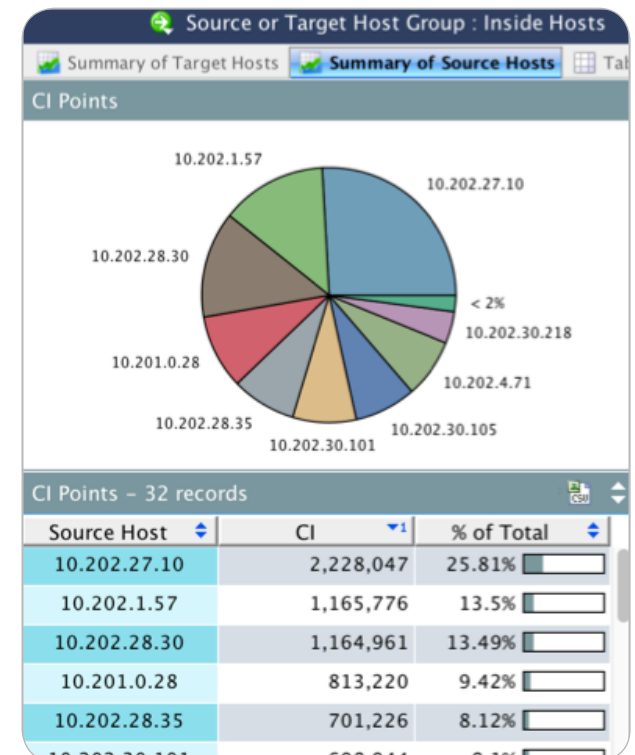 Source or Target Host Group : Inside Hosts
Summary of Target Hosts Summary of Source Hosts
CI Points
10.202.1.57
10.202.27.10
10.202.28.30
< 2%
10.202.30.218
10.201.0.28
10.202.4.71
10.202.28.35
10.202.30.105
10.202.30.101
CI Points – 32 records CSV
Source Host CI 1 % of Total
10.202.27.10 2,228,047 25.81%
10.202.1.57 1,165,776 13.5%
10.202.28.30 1,164,961 13.49%
10.201.0.28 813,220 9.42%
10.202.28.35 701,226 8.12%